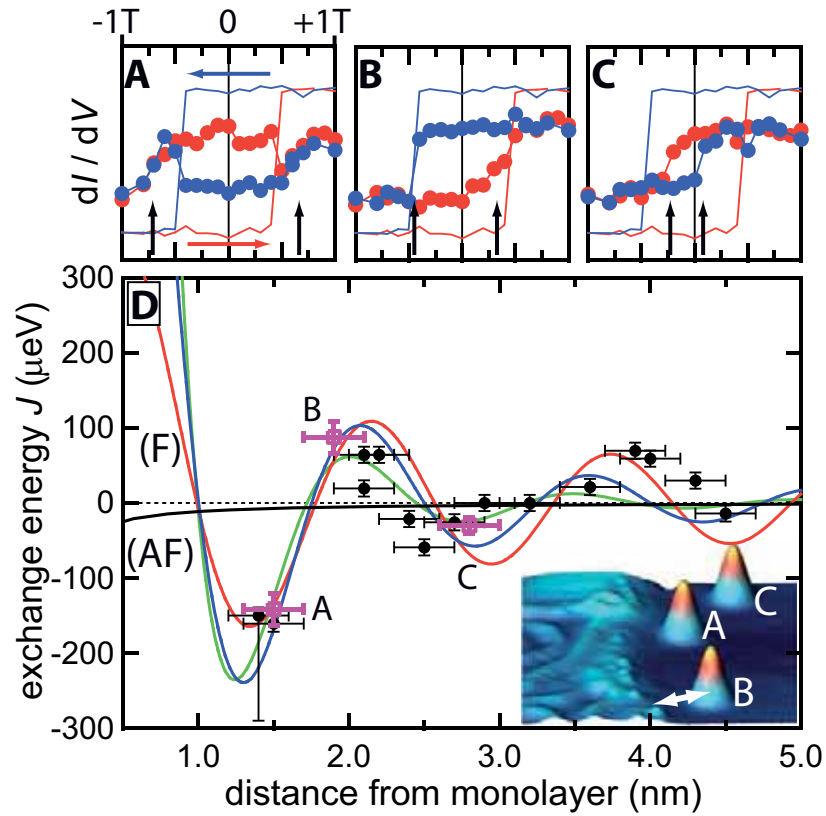 -1T 0 +1T
A B C
dI / dV
D
300
200
100
0
-100
-200
-300
exchange energy J (μeV)
(F)
(AF)
B
A
C
A
C
B
1.0 2.0 3.0 4.0 5.0
distance from monolayer (nm)